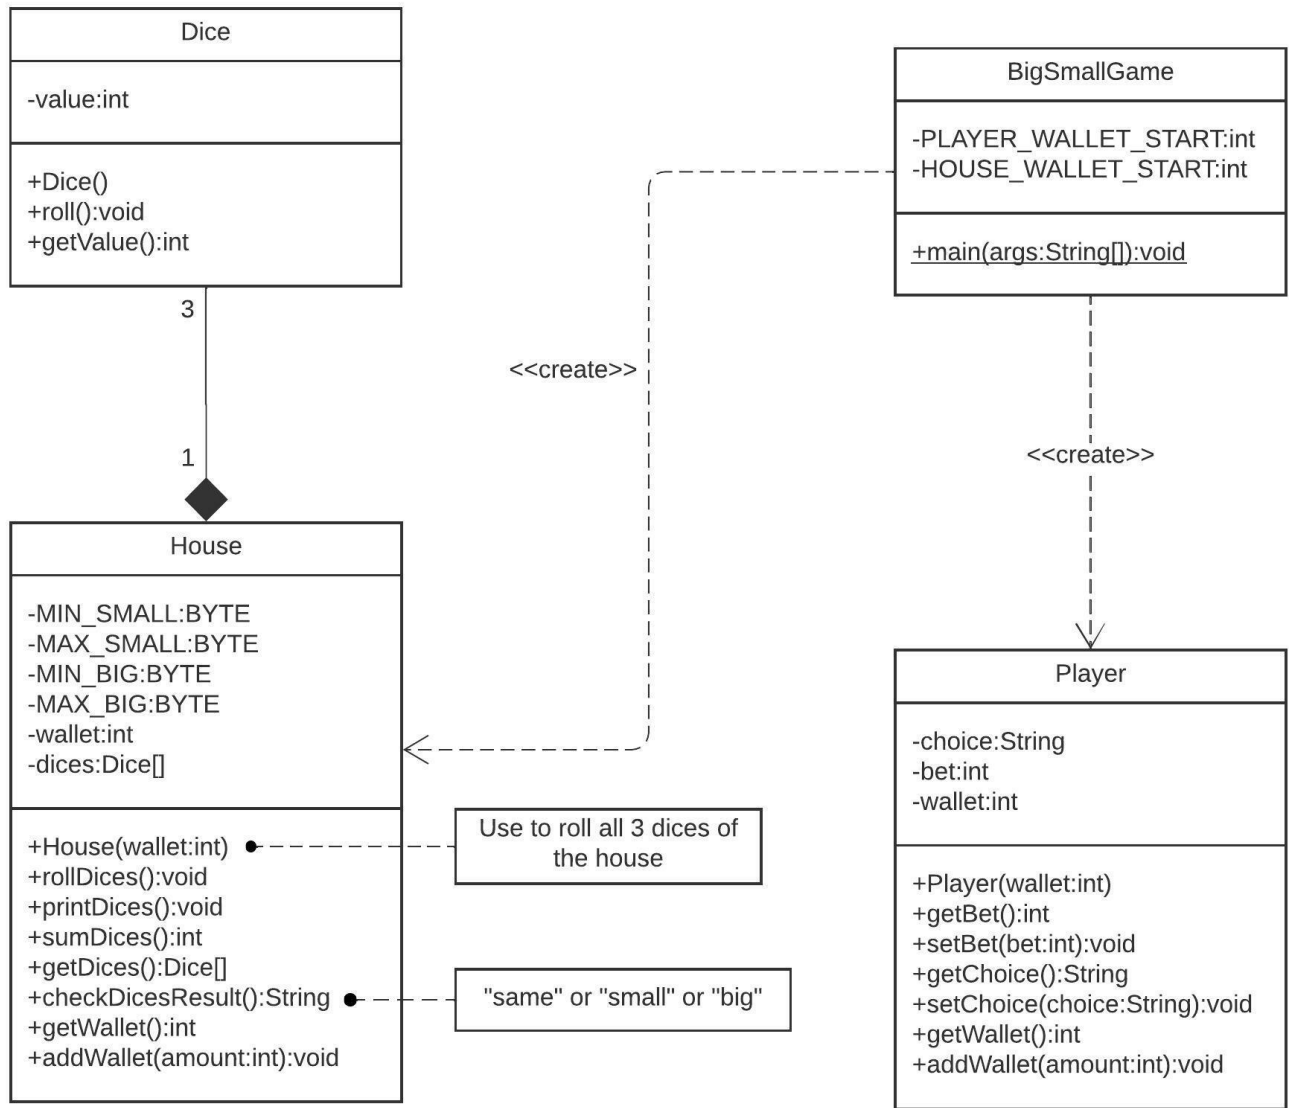 Dice
-value:int
+Dice()
+roll():void
+getValue():int
3
1
House
-MIN_SMALL:BYTE
-MAX_SMALL:BYTE
-MIN_BIG:BYTE
-MAX_BIG:BYTE
-wallet:int
-dices:Dice[]
+House(wallet:int)
+rollDices():void
+printDices():void
+sumDices():int
+getDices():Dice[]
+checkDicesResult():String
+getWallet():int
+addWallet(amount:int):void
Use to roll all 3 dices of
the house
"same" or "small" or "big"
<<create>>
BigSmallGame
-PLAYER_WALLET_START:int
-HOUSE_WALLET_START:int
+main(args:String[]):void
<<create>>
Player
-choice:String
-bet:int
-wallet:int
+Player(wallet:int)
+getBet():int
+setBet(bet:int):void
+getChoice():String
+setChoice(choice:String):void
+getWallet():int
+addWallet(amount:int):void